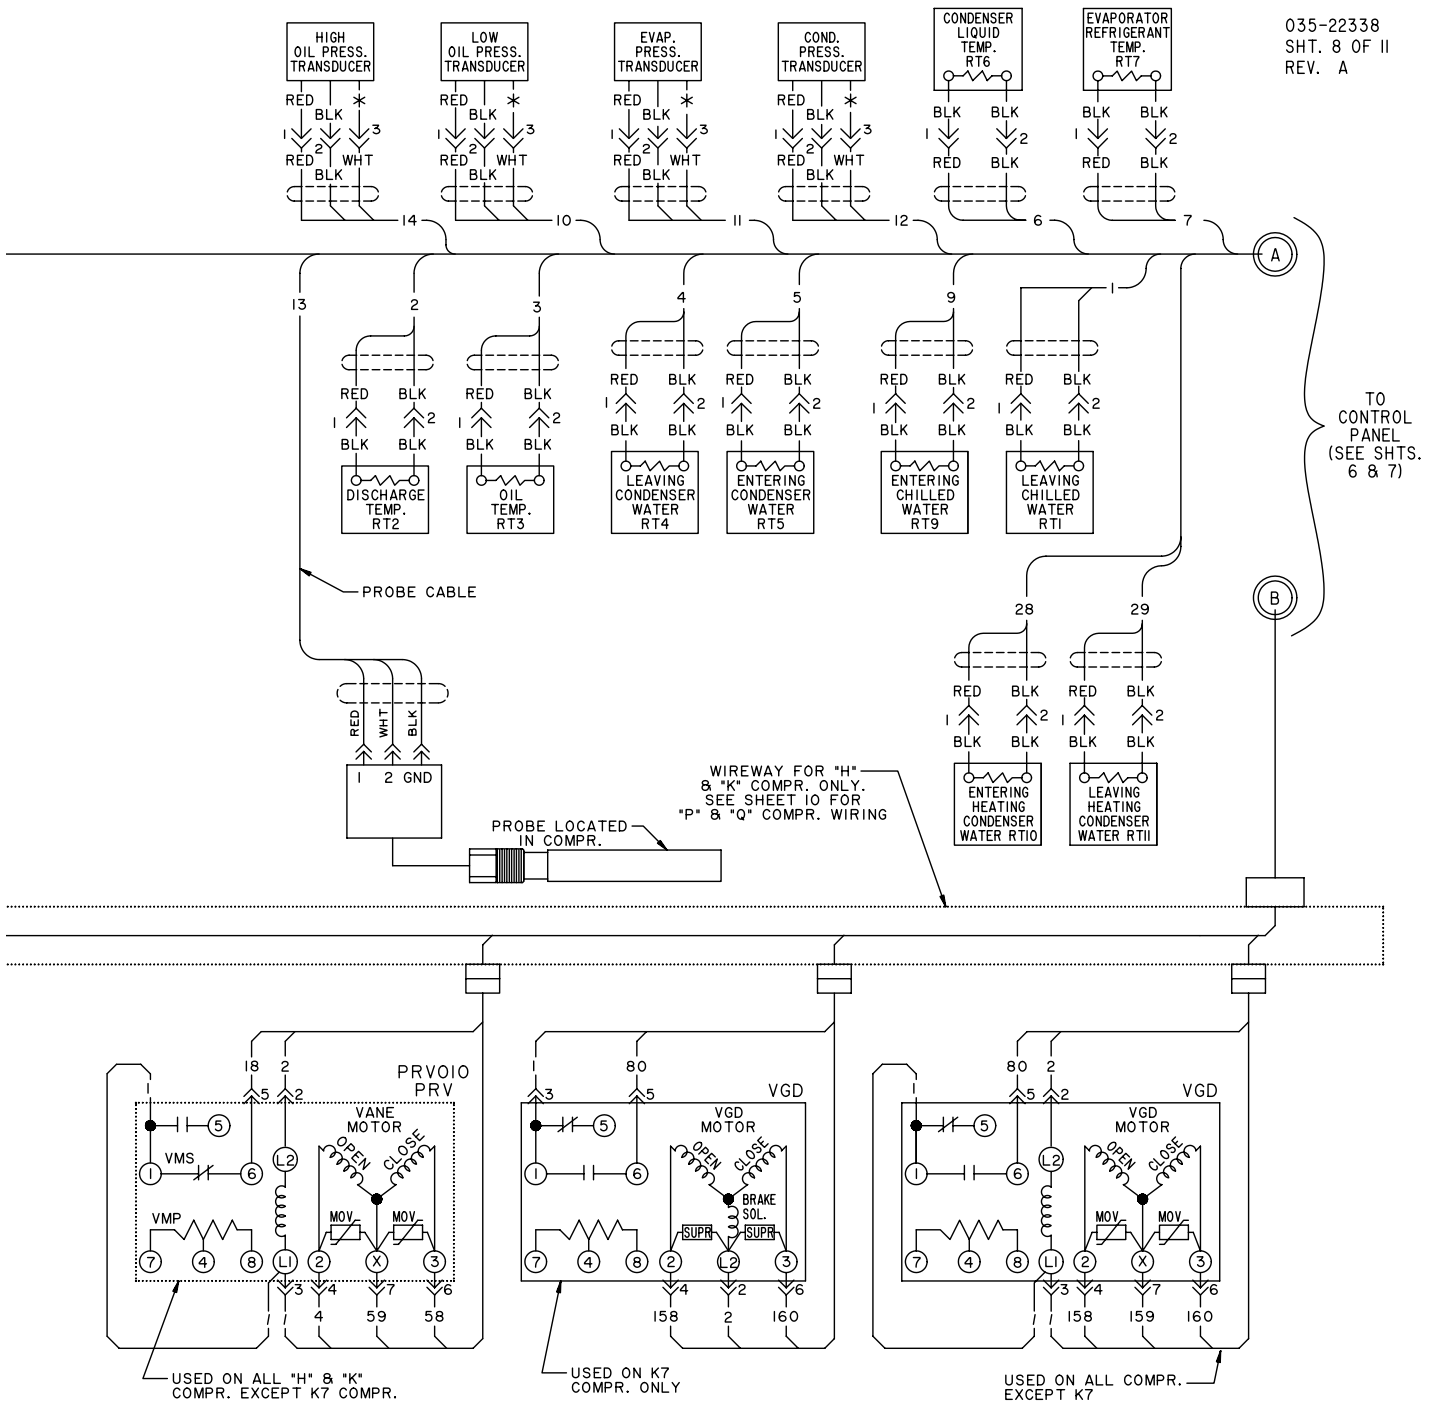 035-22338
SHT. 8 OF 11
REV. A
HIGH
OIL PRESS.
TRANSDUCER
LOW
OIL PRESS.
TRANSDUCER
EVAP.
PRESS.
TRANSDUCER
COND.
PRESS.
TRANSDUCER
CONDENSER
LIQUID
TEMP.
RT6
EVAPORATOR
REFRIGERANT
TEMP.
RT7
RED BLK *
1 2 3
RED BLK WHT
RED BLK *
1 2 3
RED BLK WHT
RED BLK *
1 2 3
RED BLK WHT
RED BLK *
1 2 3
RED BLK WHT
BLK BLK
1 2
RED BLK
BLK BLK
1 2
RED BLK
14 10 11 12 6 7
A
13 2 3 4 5 9 1
RED BLK
1 2
BLK BLK
DISCHARGE
TEMP.
RT2
RED BLK
1 2
BLK BLK
OIL
TEMP.
RT3
RED BLK
1 2
BLK BLK
LEAVING
CONDENSER
WATER
RT4
RED BLK
1 2
BLK BLK
ENTERING
CONDENSER
WATER
RT5
RED BLK
1 2
BLK BLK
ENTERING
CHILLED
WATER
RT9
RED BLK
1 2
BLK BLK
LEAVING
CHILLED
WATER
RT1
TO
CONTROL
PANEL
(SEE SHTS.
6 & 7)
PROBE CABLE
B
28 29
RED BLK
1 2
BLK BLK
ENTERING
HEATING
CONDENSER
WATER RT10
RED BLK
1 2
BLK BLK
LEAVING
HEATING
CONDENSER
WATER RT11
RED WHT BLK
1 2 GND
PROBE LOCATED
IN COMPR.
WIREWAY FOR "H"
& "K" COMPR. ONLY.
SEE SHEET 10 FOR
"P" & "Q" COMPR. WIRING
18 2
5 2
PRV010
PRV
VANE
MOTOR
5
OPEN CLOSE
VMS
1 6 L2
VMP
MOV MOV
7 4 8 L1 2 X 3
3 4 7 6
4 59 58
USED ON ALL "H" & "K"
COMPR. EXCEPT K7 COMPR.
1 80
3 5
VGD
VGD
MOTOR
5
OPEN CLOSE
1 6
BRAKE
SOL.
SUPR SUPR
7 4 8 2 L2 3
4 2 6
158 2 160
USED ON K7
COMPR. ONLY
80 2
5 2
VGD
VGD
MOTOR
5
OPEN CLOSE
1 6 L2
MOV MOV
7 4 8 L1 2 X 3
3 4 7 6
158 159 160
USED ON ALL COMPR.
EXCEPT K7